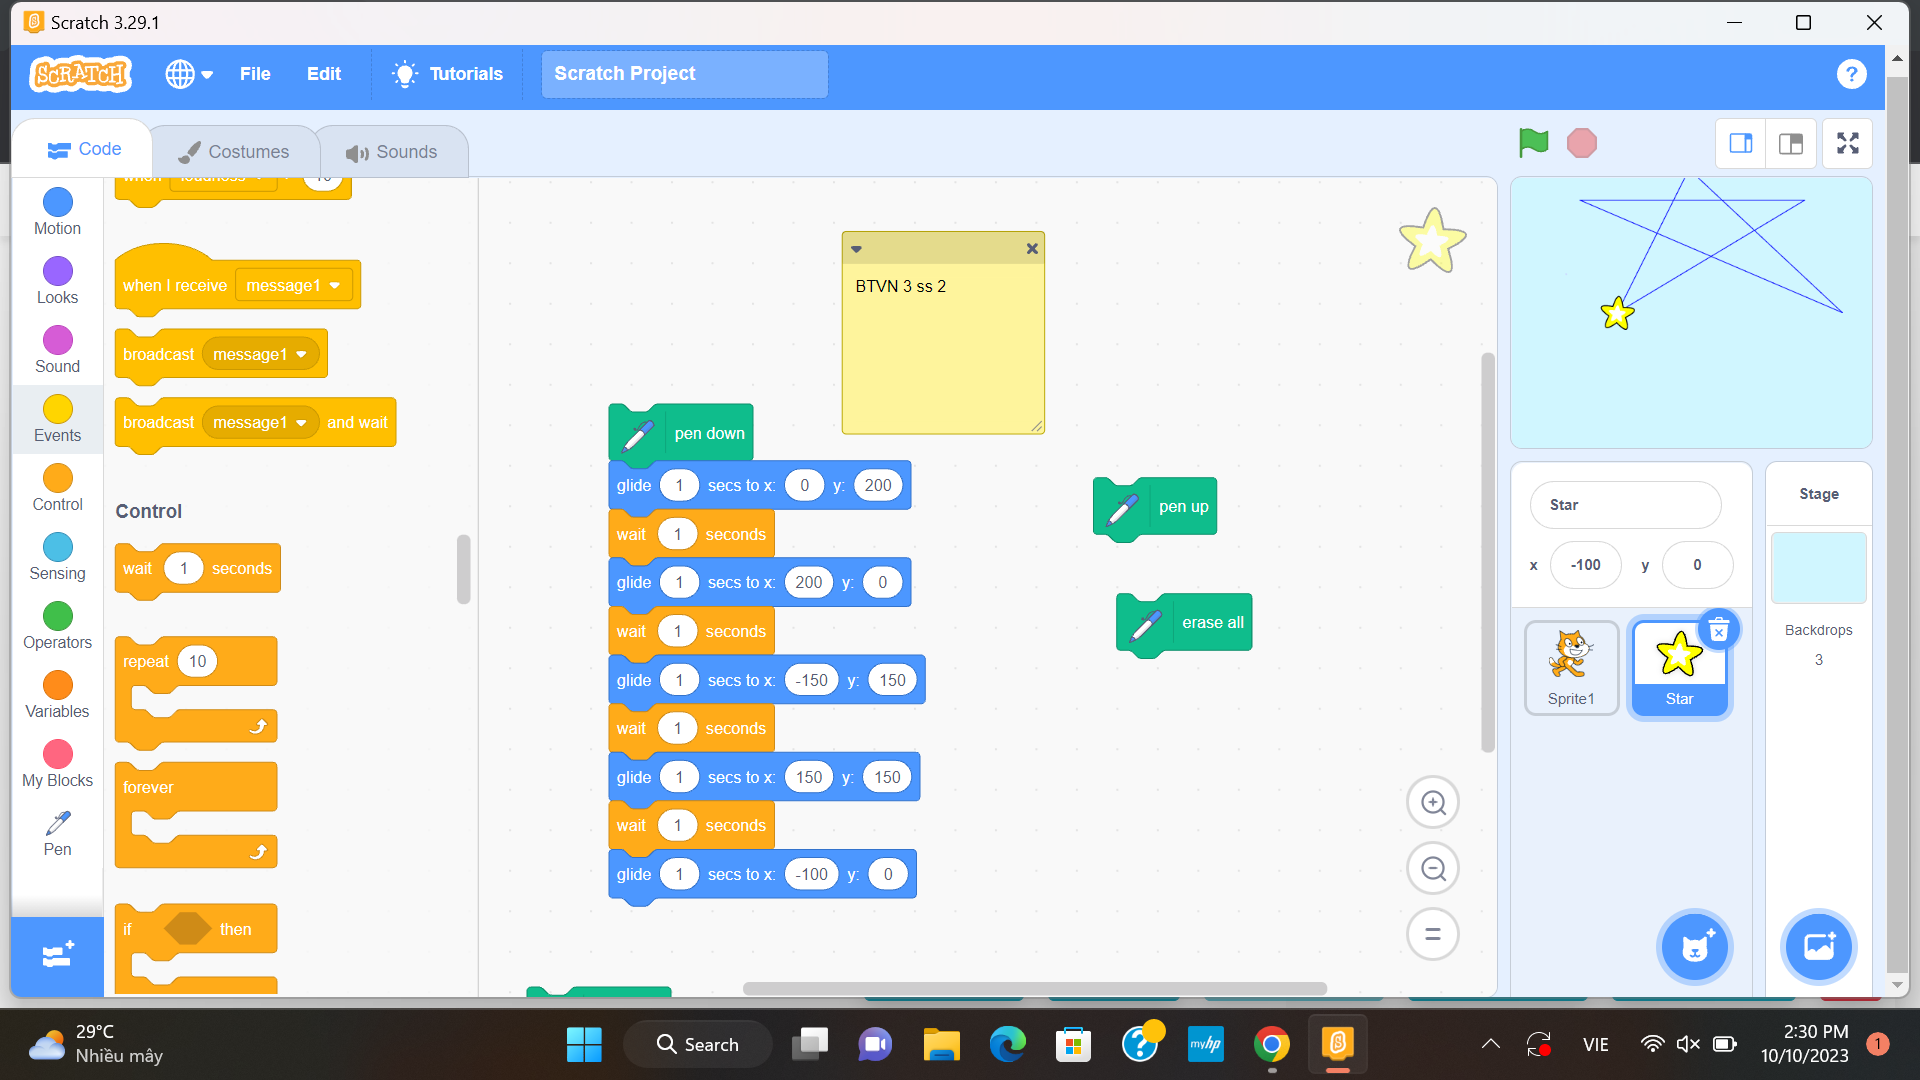 Scratch 3.29.1
SCRATCH
File
Edit
Tutorials
Scratch Project
?
Code
Costumes
Sounds
Motion
Looks
Sound
Events
Control
Sensing
Operators
Variables
My Blocks
Pen
when loudness > 10
when I receive message1
broadcast message1
broadcast message1 and wait
Control
wait 1 seconds
repeat 10
forever
if then
BTVN 3 ss 2
pen down
glide 1 secs to x: 0 y: 200
wait 1 seconds
glide 1 secs to x: 200 y: 0
wait 1 seconds
glide 1 secs to x: -150 y: 150
wait 1 seconds
glide 1 secs to x: 150 y: 150
wait 1 seconds
glide 1 secs to x: -100 y: 0
pen up
erase all
Star
x -100 y 0
Sprite1
Star
Stage
Backdrops
3
29°C
Nhiều mây
Search
myhp
VIE
2:30 PM
10/10/2023
1